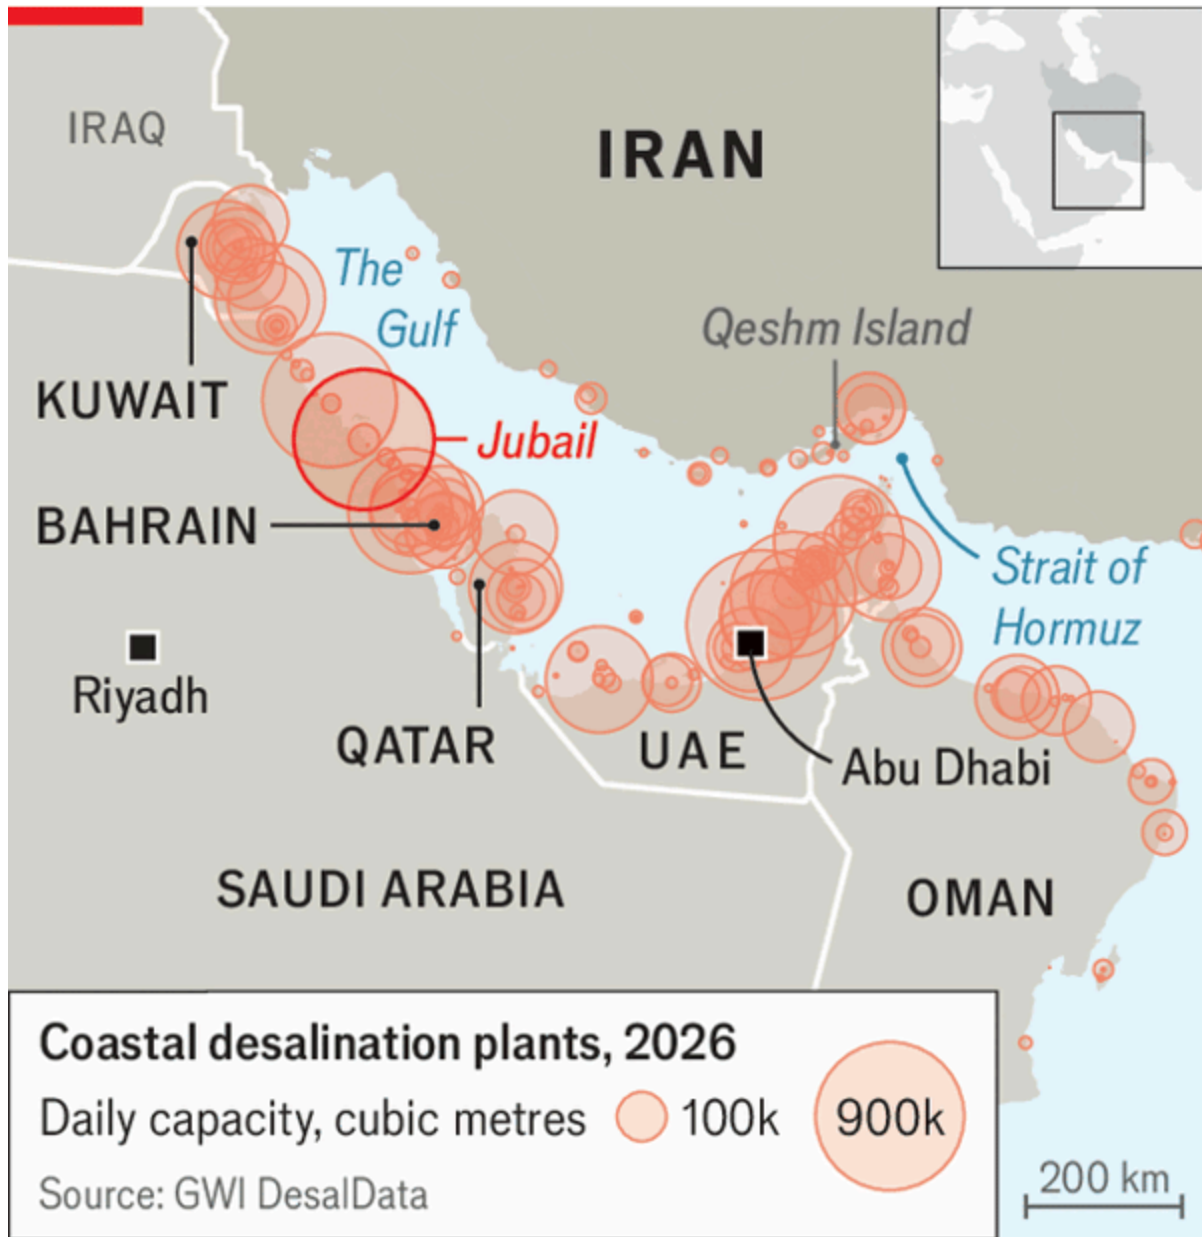 IRAQ
IRAN
The
Gulf
Qeshm Island
KUWAIT
Jubail
BAHRAIN
Strait of
Hormuz
Riyadh
QATAR
UAE
Abu Dhabi
SAUDI ARABIA
OMAN
Coastal desalination plants, 2026
Daily capacity, cubic metres 100k 900k
Source: GWI DesalData
200 km